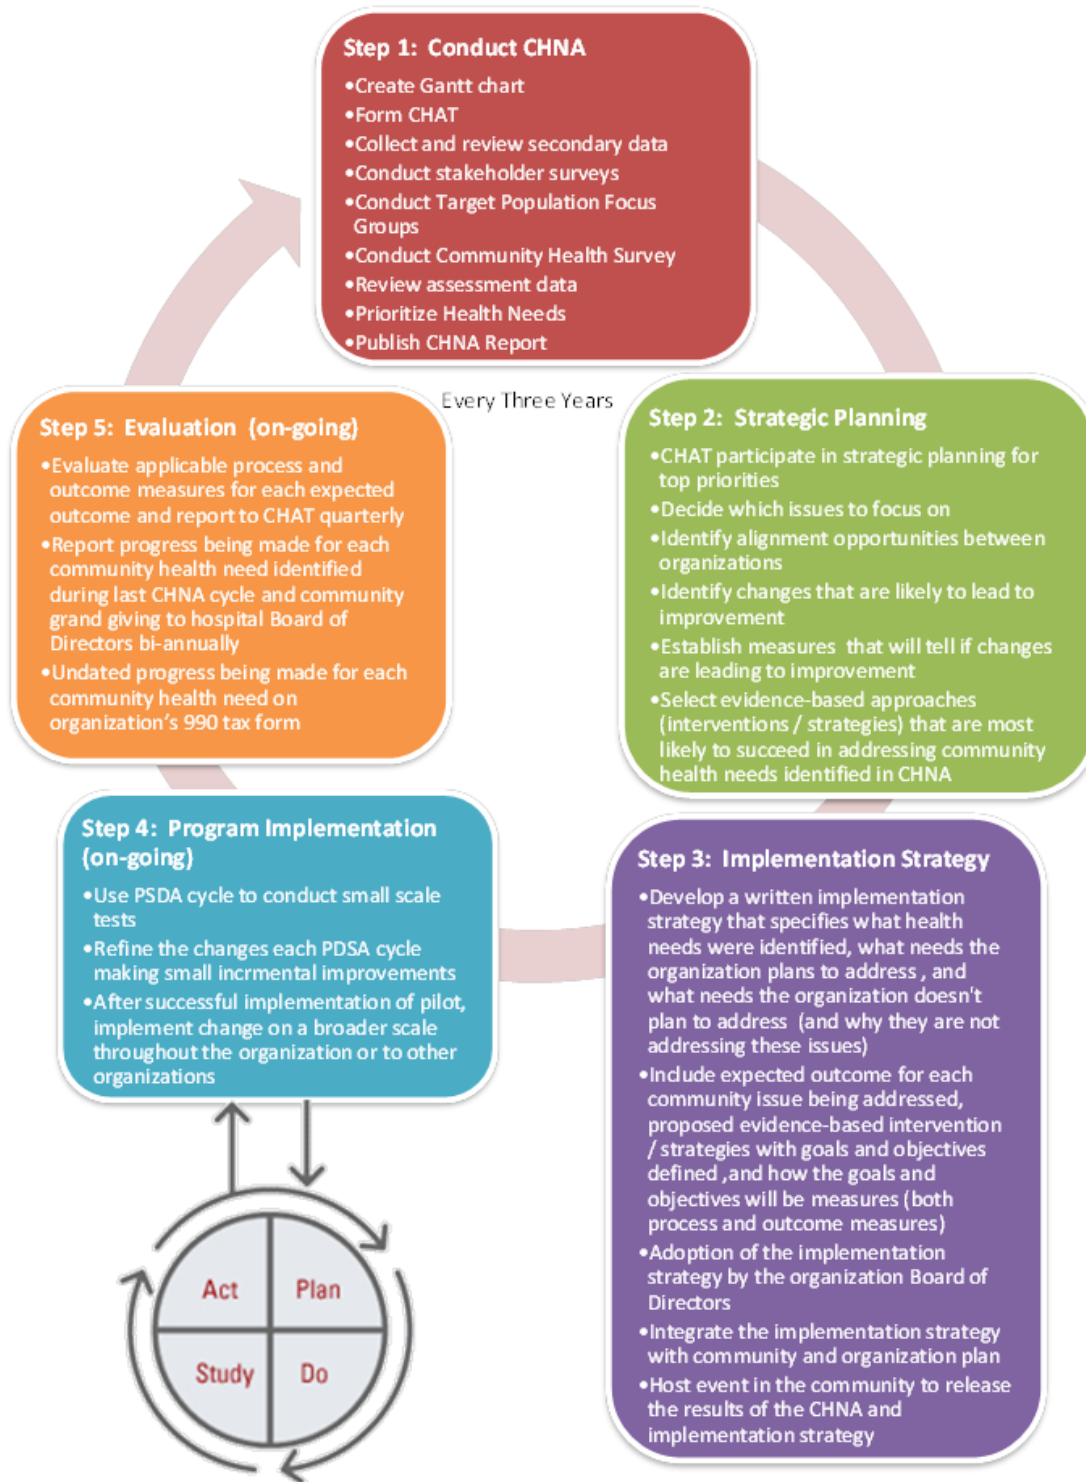 Step 1: Conduct CHNA
•Create Gantt chart
•Form CHAT
•Collect and review secondary data
•Conduct stakeholder surveys
•Conduct Target Population Focus
Groups
•Conduct Community Health Survey
•Review assessment data
•Prioritize Health Needs
•Publish CHNA Report
Every Three Years
Step 2: Strategic Planning
•CHAT participate in strategic planning for
top priorities
•Decide which issues to focus on
•Identify alignment opportunities between
organizations
•Identify changes that are likely to lead to
improvement
•Establish measures that will tell if changes
are leading to improvement
•Select evidence-based approaches
(interventions / strategies) that are most
likely to succeed in addressing community
health needs identified in CHNA
Step 3: Implementation Strategy
•Develop a written implementation
strategy that specifies what health
needs were identified, what needs the
organization plans to address , and
what needs the organization doesn't
plan to address (and why they are not
addressing these issues)
•Include expected outcome for each
community issue being addressed,
proposed evidence-based intervention
/ strategies with goals and objectives
defined ,and how the goals and
objectives will be measures (both
process and outcome measures)
•Adoption of the implementation
strategy by the organization Board of
Directors
•Integrate the implementation strategy
with community and organization plan
•Host event in the community to release
the results of the CHNA and
implementation strategy
Step 4: Program Implementation
(on-going)
•Use PSDA cycle to conduct small scale
tests
•Refine the changes each PDSA cycle
making small incrmental improvements
•After successful implementation of pilot,
implement change on a broader scale
throughout the organization or to other
organizations
Act
Plan
Study
Do
Step 5: Evaluation (on-going)
•Evaluate applicable process and
outcome measures for each expected
outcome and report to CHAT quarterly
•Report progress being made for each
community health need identified
during last CHNA cycle and community
grand giving to hospital Board of
Directors bi-annually
•Undated progress being made for each
community health need on
organization's 990 tax form